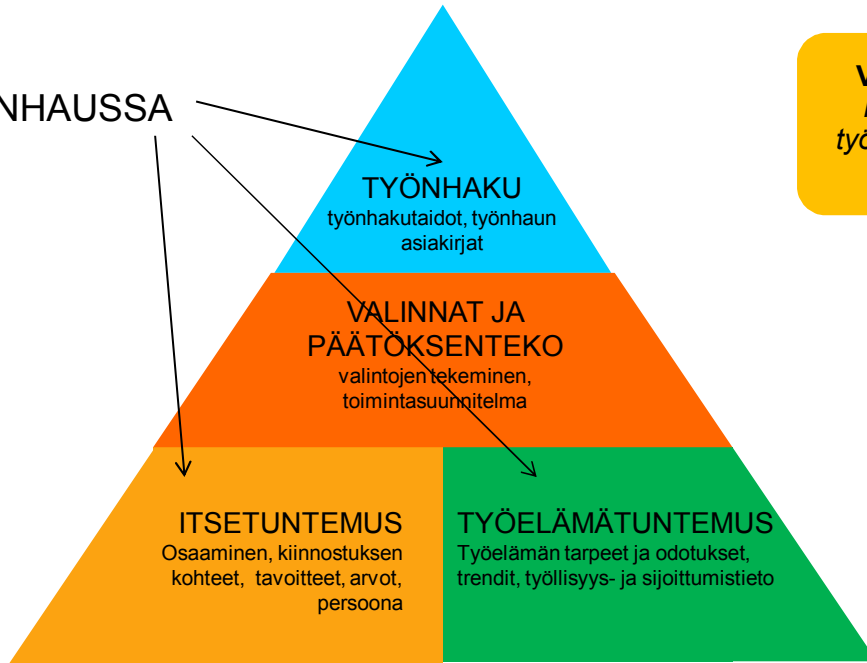 NHAUSSA
TYÖNHAKU
työnhakutaidot, työnhaun
asiakirjat
VALINNAT JA
PÄÄTÖKSENTEKO
valintojen tekeminen,
toimintasuunnitelma
ITSETUNTEMUS
Osaaminen, kiinnostuksen
kohteet, tavoitteet, arvot,
persoona
TYÖELÄMÄTUNTEMUS
Työelämän tarpeet ja odotukset,
trendit, työllisyys- ja sijoittumistieto